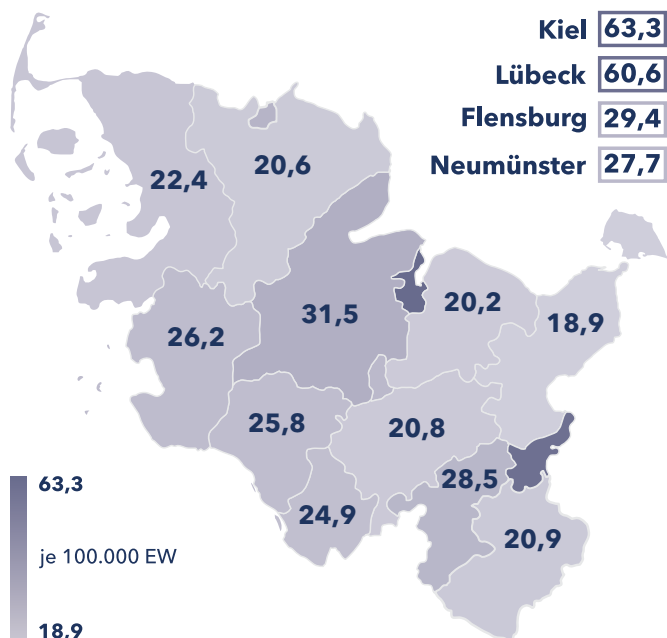 Kiel 63,3
Lübeck 60,6
Flensburg 29,4
Neumünster 27,7
20,6
22,4
31,5
20,2
18,9
26,2
25,8
20,8
28,5
24,9
20,9
63,3
je 100.000 EW
18,9